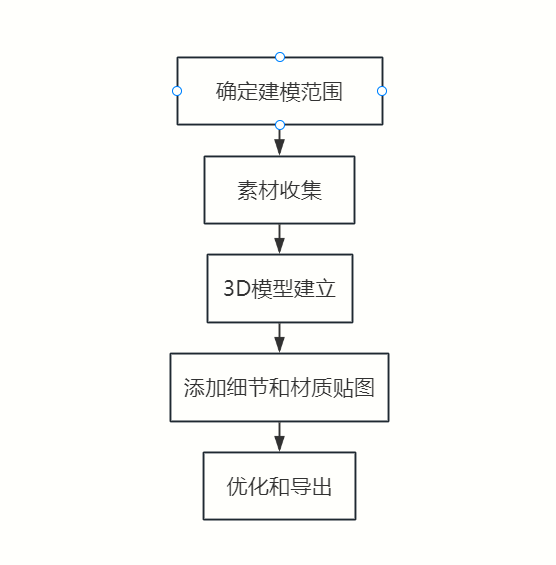 确定建模范围
素材收集
3D模型建立
添加细节和材质贴图
优化和导出